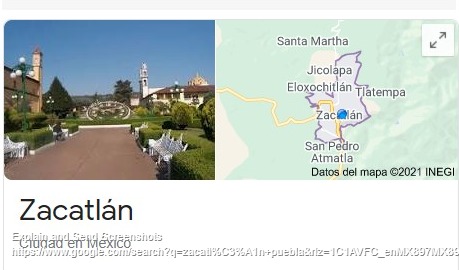 Santa Martha
Jicolapa
Eloxochitlán
Tlatempa
Zacatlán
San Pedro
Atmatla
Datos del mapa ©2021 INEGI
Zacatlán
Ciudad en México
Explain and Send Screenshots
https://www.google.com/search?q=zacatl%C3%A1n+puebla&rlz=1C1AVFC_enMX897MX89